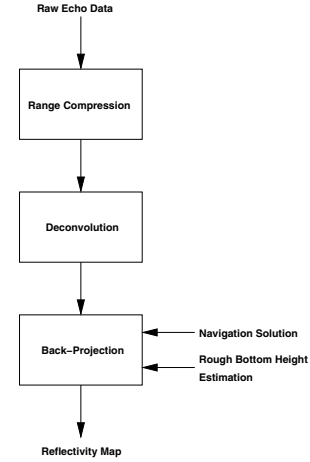 Raw Echo Data
Range Compression
Deconvolution
Back−Projection
Navigation Solution
Rough Bottom Height
Estimation
Reflectivity Map